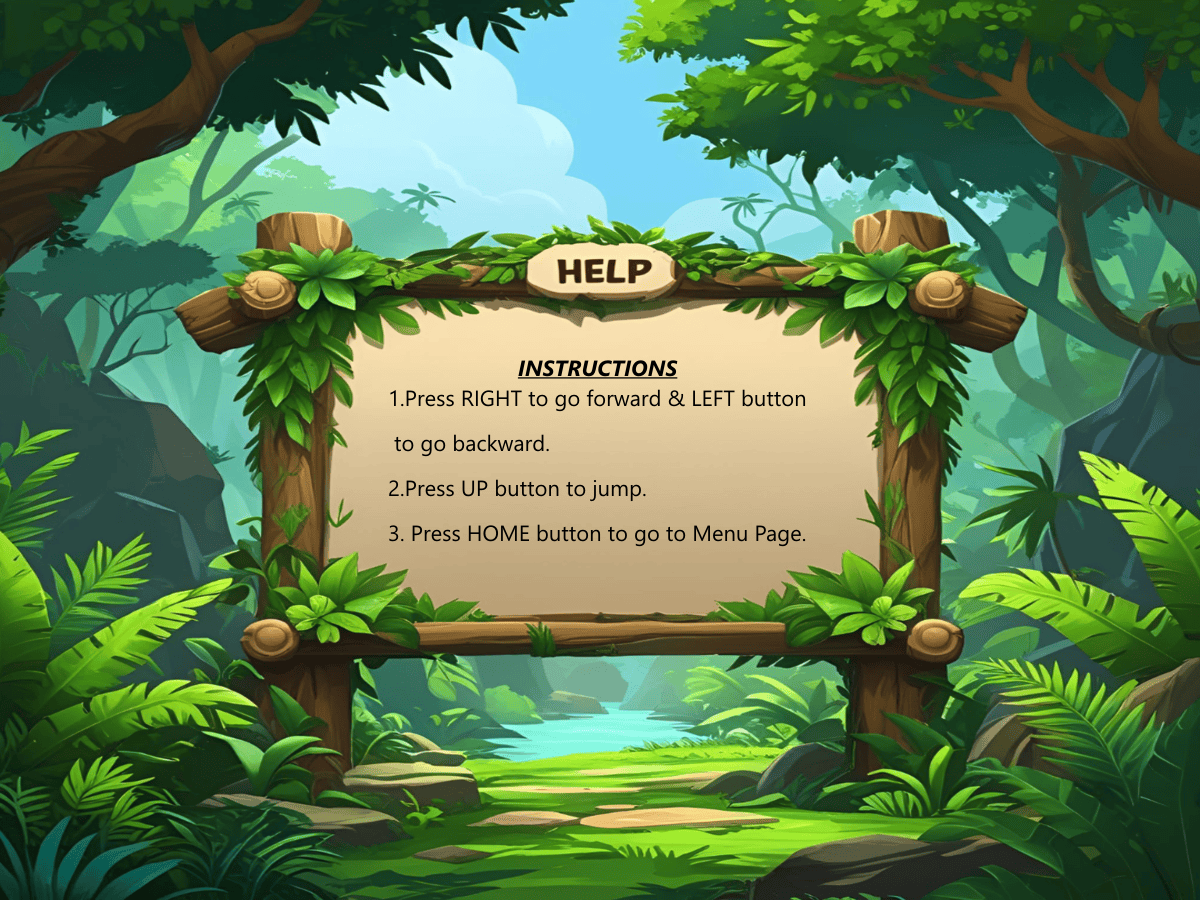 HELP
INSTRUCTIONS
1.Press RIGHT to go forward & LEFT button
to go backward.
2.Press UP button to jump.
3. Press HOME button to go to Menu Page.